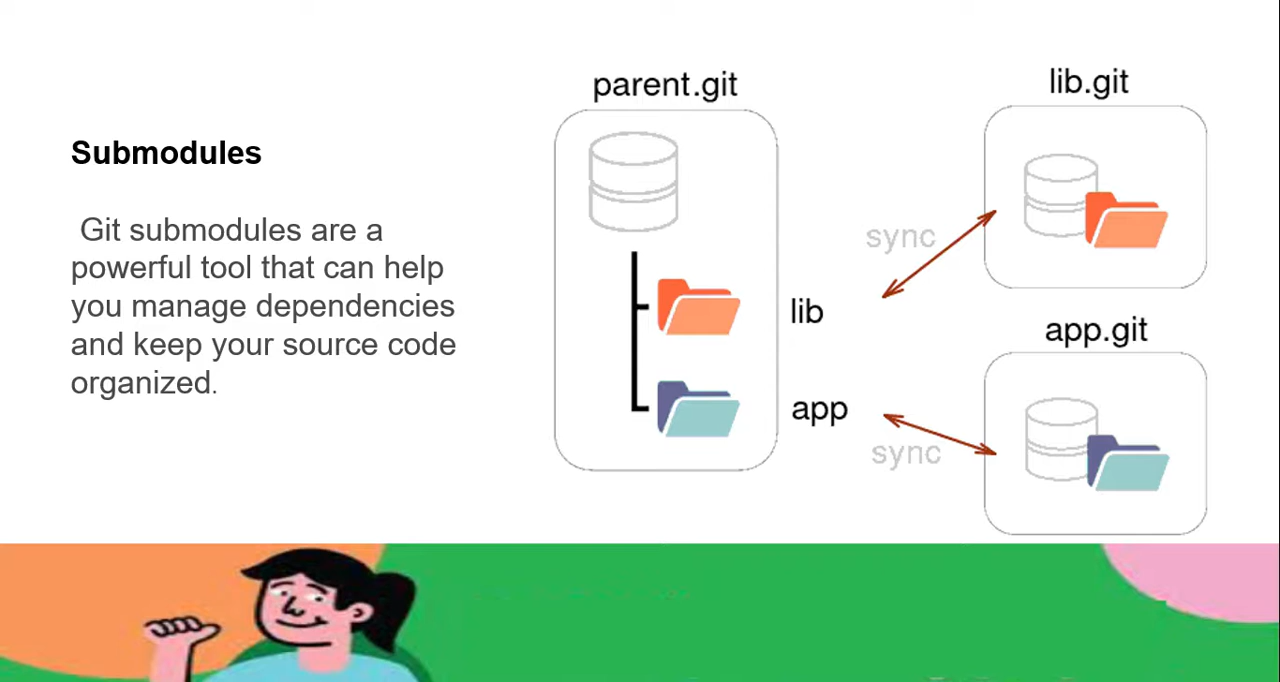 Submodules
Git submodules are a
powerful tool that can help
you manage dependencies
and keep your source code
organized.
parent.git
lib
app
sync
sync
lib.git
app.git